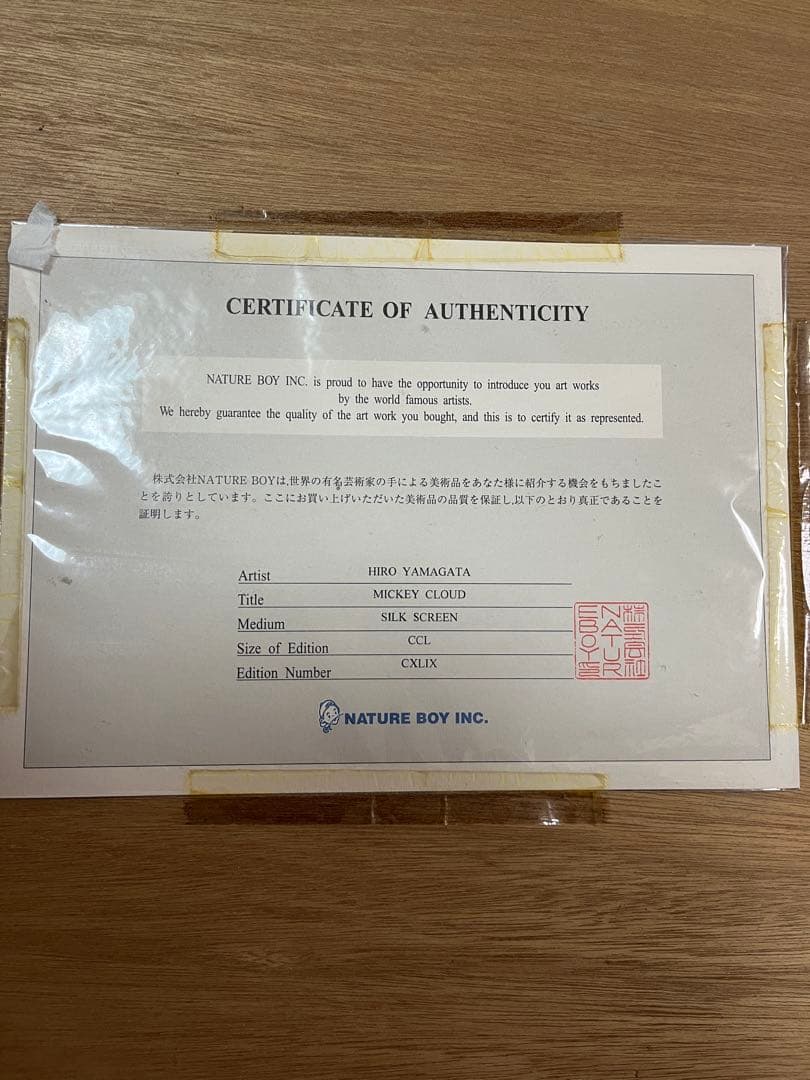 CERTIFICATE OF AUTHENTICITY
NATURE BOY INC. is proud to have the opportunity to introduce you art works
by the world famous artists.
We hereby guarantee the quality of the art work you bought, and this is to certify it as represented.
株式会社NATURE BOYは,世界の有名芸術家の手による美術品をあなた様に紹介する機会をもちましたこ
とを誇りとしています。ここにお買い上げいただいた美術品の品質を保証し,以下のとおり真正であることを
証明します。
Artist HIRO YAMAGATA
Title MICKEY CLOUD
Medium SILK SCREEN
Size of Edition CCL
Edition Number CXLIX
株式会社
NATUR
EBOY
NATURE BOY INC.